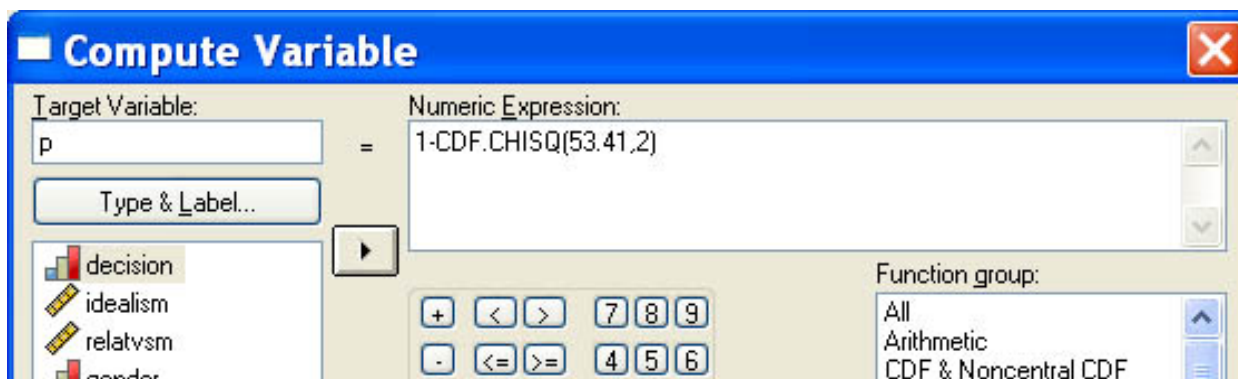 Compute Variable
Target Variable:
Numeric Expression:
p
=
1-CDF.CHISQ(53.41,2)
Type & Label...
decision
idealism
relatvsm
gender
+ < > 7 8 9
- <= >= 4 5 6
Function group:
All
Arithmetic
CDF & Noncentral CDF